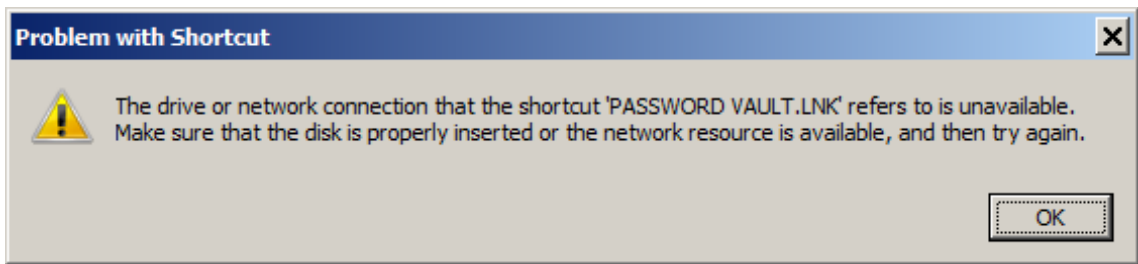 Problem with Shortcut
The drive or network connection that the shortcut 'PASSWORD VAULT.LNK' refers to is unavailable.
Make sure that the disk is properly inserted or the network resource is available, and then try again.
OK